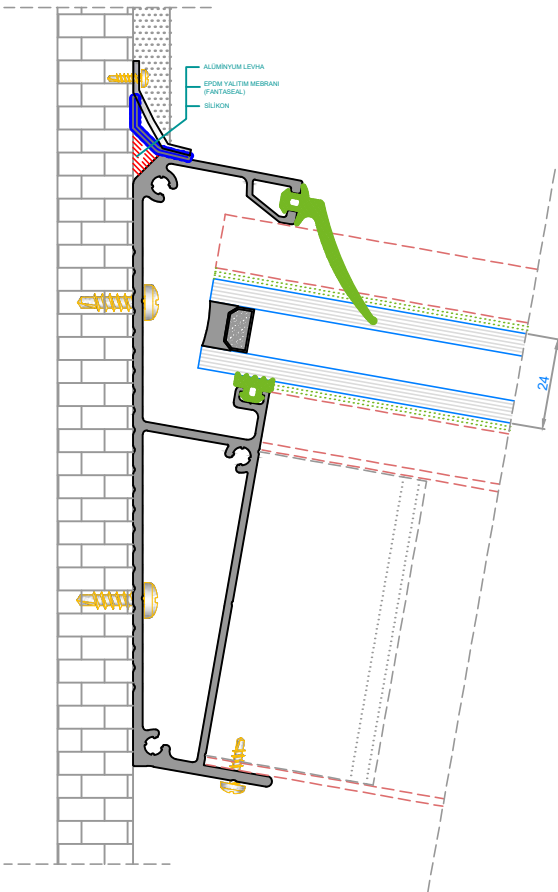 ALÜMİNYUM LEVHA
EPDM YALITIM MEBRANI
(FANTASEAL)
SİLİKON
24